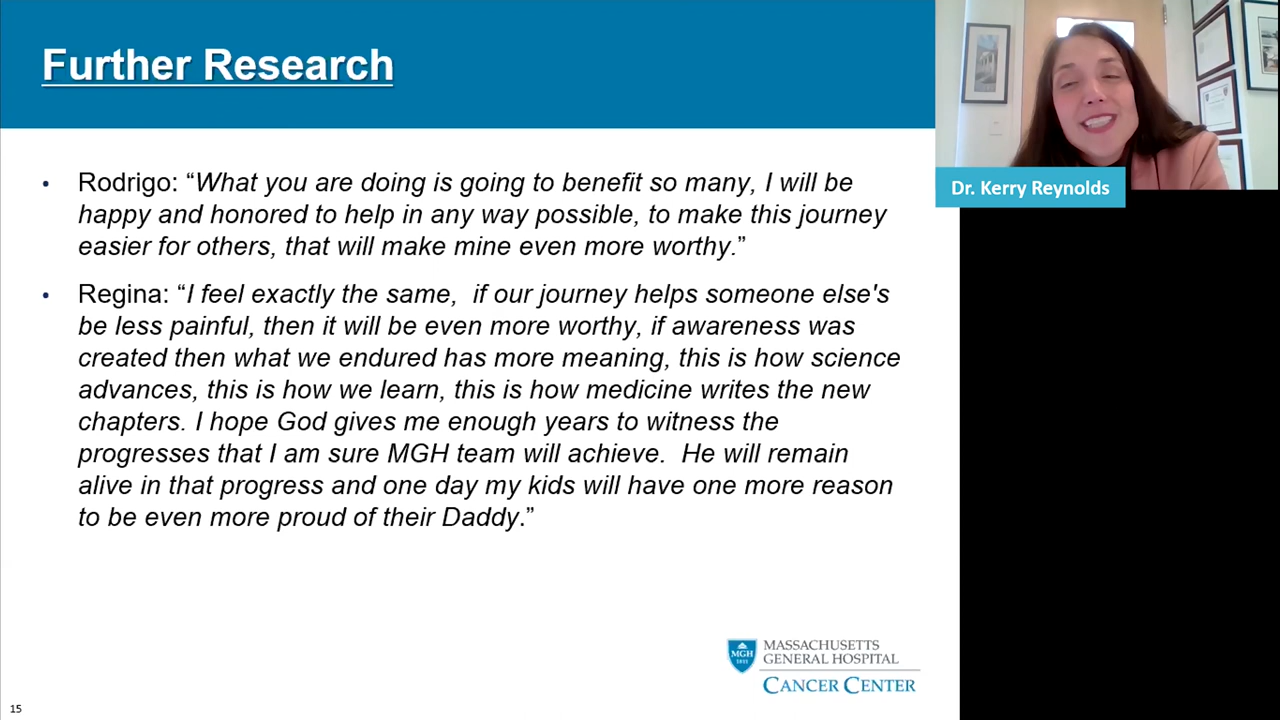 Further Research
• Rodrigo: “What you are doing is going to benefit so many, I will be
happy and honored to help in any way possible, to make this journey
easier for others, that will make mine even more worthy.”
• Regina: “I feel exactly the same,  if our journey helps someone else's
be less painful, then it will be even more worthy, if awareness was
created then what we endured has more meaning, this is how science
advances, this is how we learn, this is how medicine writes the new
chapters. I hope God gives me enough years to witness the
progresses that I am sure MGH team will achieve.  He will remain
alive in that progress and one day my kids will have one more reason
to be even more proud of their Daddy.”
Dr. Kerry Reynolds
MGH
1811
MASSACHUSETTS
GENERAL HOSPITAL
CANCER CENTER
15